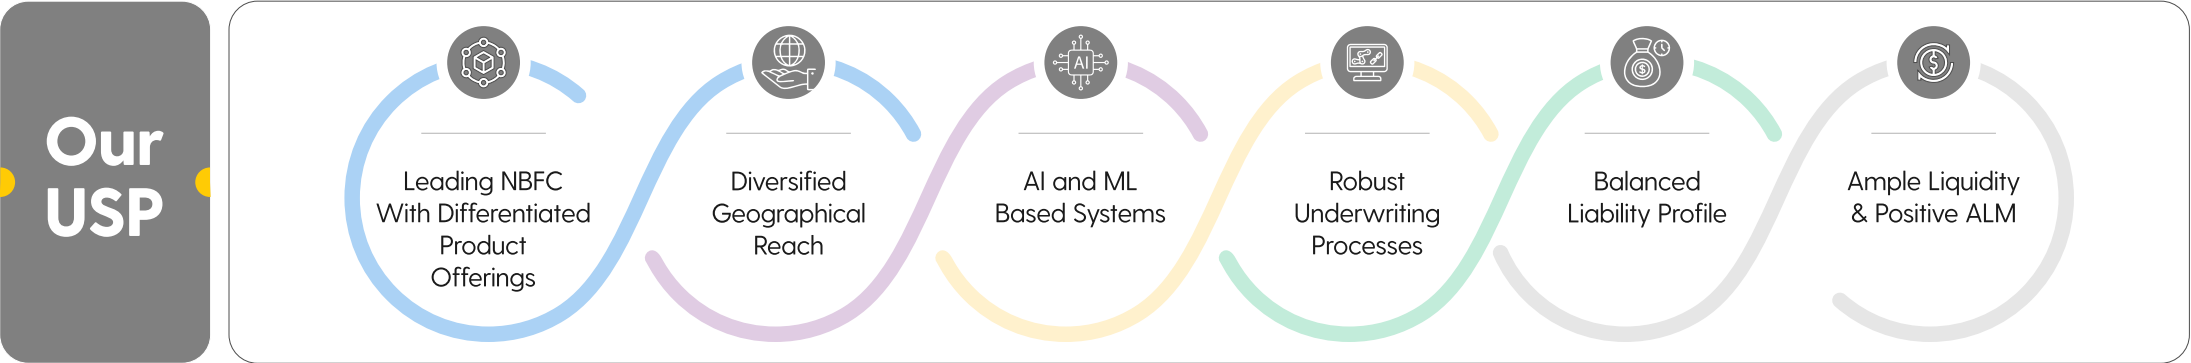 Our
USP
Leading NBFC
With Differentiated
Product
Offerings
Diversified
Geographical
Reach
AI
AI and ML
Based Systems
Robust
Underwriting
Processes
$
Balanced
Liability Profile
$
Ample Liquidity
& Positive ALM